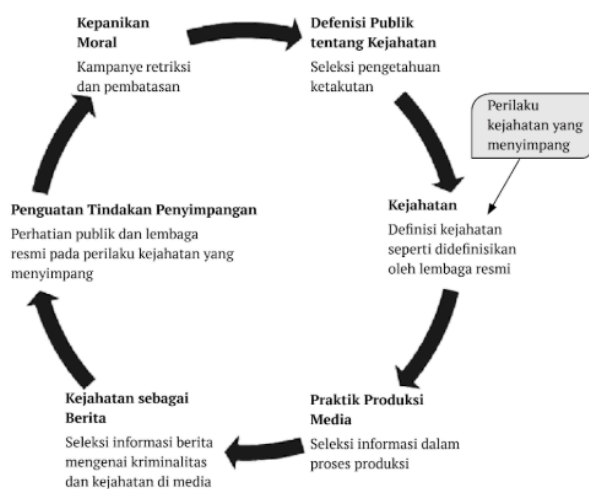 Kepanikan
Moral
Kampanye retriksi
dan pembatasan
Defenisi Publik
tentang Kejahatan
Seleksi pengetahuan
ketakutan
Perilaku
kejahatan yang
menyimpang
Kejahatan
Definisi kejahatan
seperti didefinisikan
oleh lembaga resmi
Praktik Produksi
Media
Seleksi informasi dalam
proses produksi
Kejahatan sebagai
Berita
Seleksi informasi berita
mengenai kriminalitas
dan kejahatan di media
Penguatan Tindakan Penyimpangan
Perhatian publik dan lembaga
resmi pada perilaku kejahatan yang
menyimpang